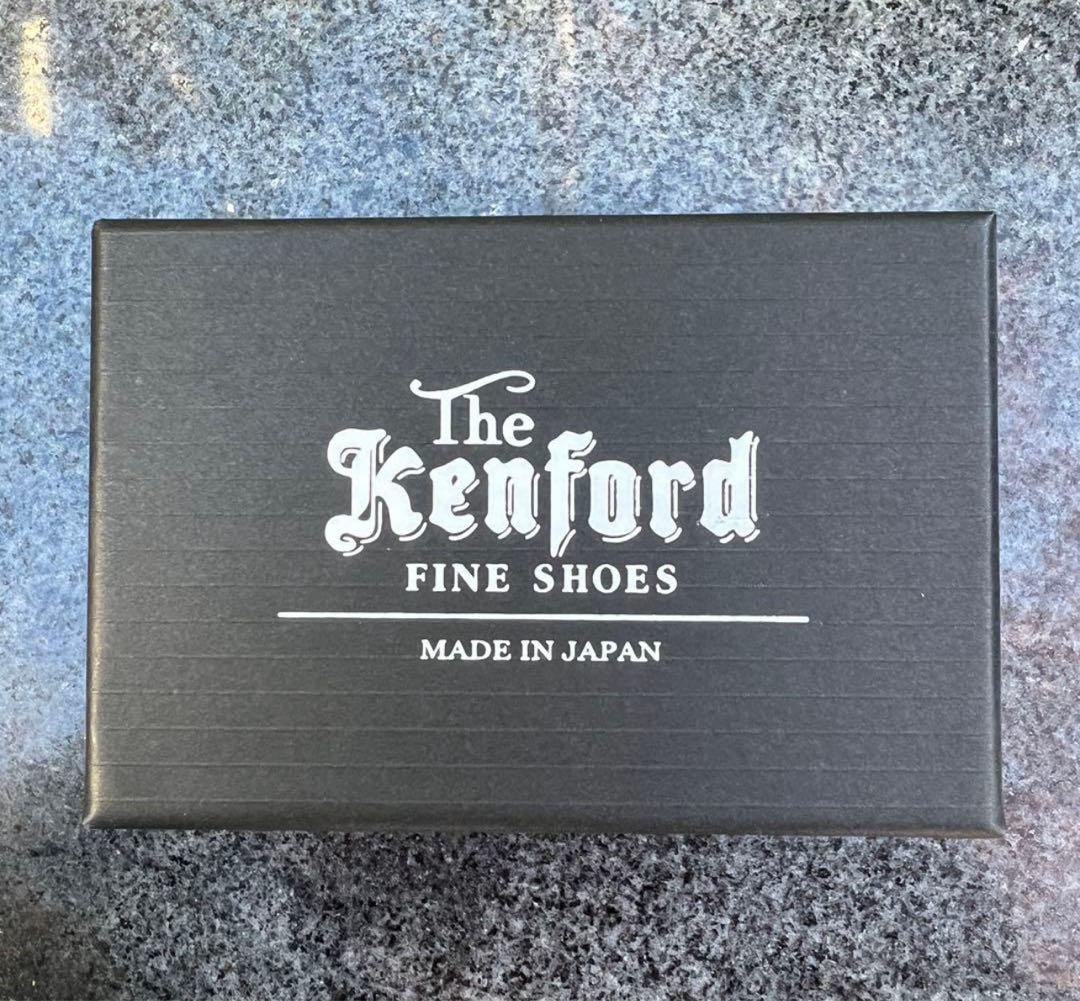 The
Kenford
FINE SHOES
MADE IN JAPAN